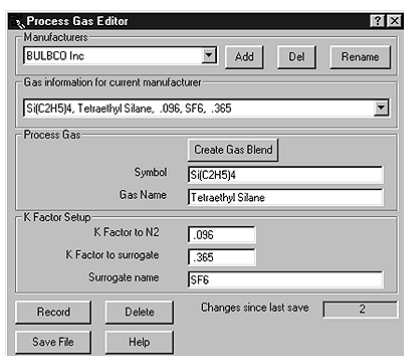 Process Gas Editor
Manufacturers
BULBCO Inc
Add
Del
Rename
Gas information for current manufacturer
Si(C2H5)4, Tetraethyl Silane, .096, SF6, .365
Process Gas
Create Gas Blend
Symbol
Si(C2H5)4
Gas Name
Tetraethyl Silane
K Factor Setup
K Factor to N2
.096
K Factor to surrogate
.365
Surrogate name
SF6
Record
Delete
Changes since last save
2
Save File
Help